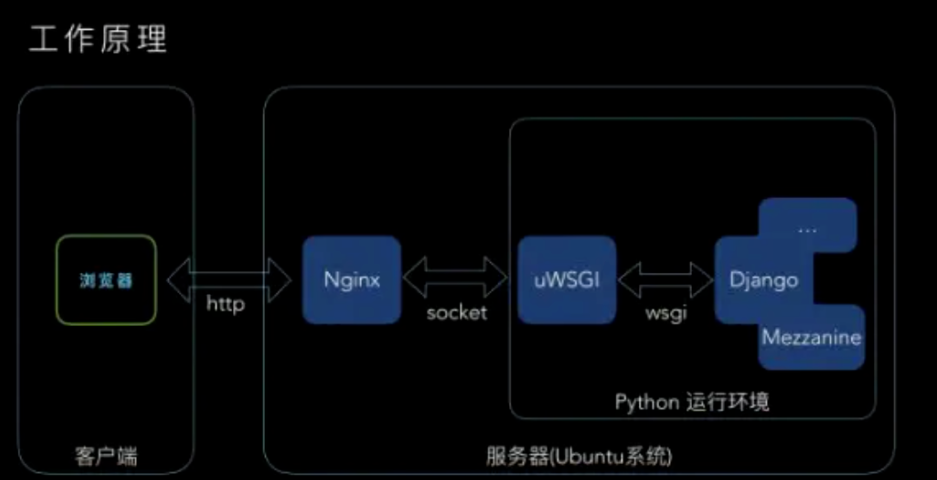 工作原理
浏览器
http
Nginx
socket
uWSGI
wsgi
...
Django
Mezzanine
Python 运行环境
客户端
服务器(Ubuntu系统)